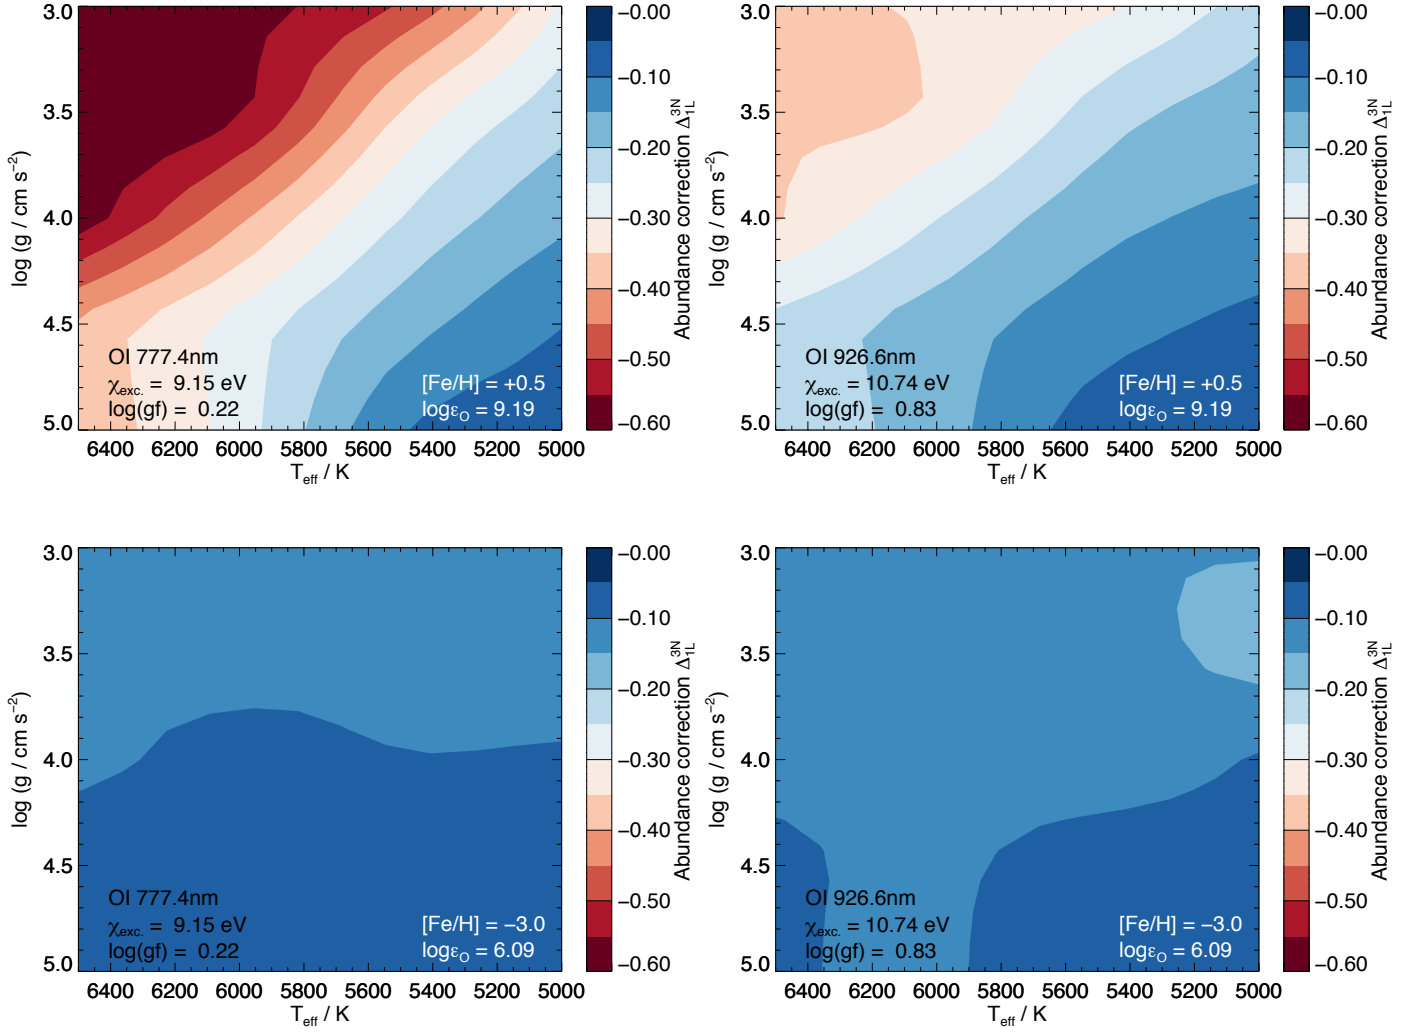 3.0
3.5
4.0
4.5
5.0
log (g / cm s⁻²)
6400 6200 6000 5800 5600 5400 5200 5000
T_eff / K
OI 777.4nm
χ_exc. = 9.15 eV
log(gf) = 0.22
[Fe/H] = +0.5
logε_O = 9.19
−0.00
−0.10
−0.20
−0.30
−0.40
−0.50
−0.60
Abundance correction Δ³ᴺ_1L
3.0
3.5
4.0
4.5
5.0
log (g / cm s⁻²)
6400 6200 6000 5800 5600 5400 5200 5000
T_eff / K
OI 926.6nm
χ_exc. = 10.74 eV
log(gf) = 0.83
[Fe/H] = +0.5
logε_O = 9.19
−0.00
−0.10
−0.20
−0.30
−0.40
−0.50
−0.60
Abundance correction Δ³ᴺ_1L
3.0
3.5
4.0
4.5
5.0
log (g / cm s⁻²)
6400 6200 6000 5800 5600 5400 5200 5000
T_eff / K
OI 777.4nm
χ_exc. = 9.15 eV
log(gf) = 0.22
[Fe/H] = −3.0
logε_O = 6.09
−0.00
−0.10
−0.20
−0.30
−0.40
−0.50
−0.60
Abundance correction Δ³ᴺ_1L
3.0
3.5
4.0
4.5
5.0
log (g / cm s⁻²)
6400 6200 6000 5800 5600 5400 5200 5000
T_eff / K
OI 926.6nm
χ_exc. = 10.74 eV
log(gf) = 0.83
[Fe/H] = −3.0
logε_O = 6.09
−0.00
−0.10
−0.20
−0.30
−0.40
−0.50
−0.60
Abundance correction Δ³ᴺ_1L